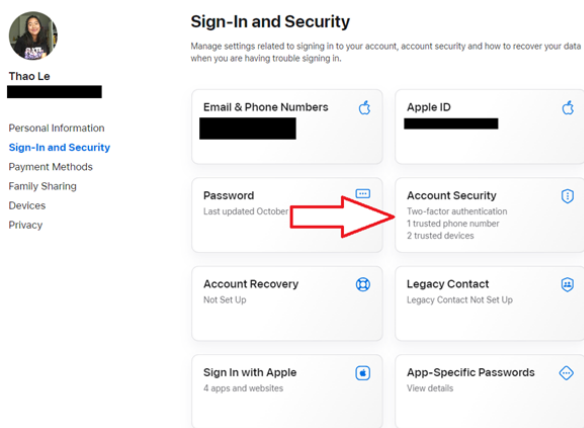 Sign-In and Security
Manage settings related to signing in to your account, account security and how to recover your data
when you are having trouble signing in.
Thao Le
Personal Information
Sign-In and Security
Payment Methods
Family Sharing
Devices
Privacy
Email & Phone Numbers
Apple ID
Password
Last updated October
Account Security
Two-factor authentication
1 trusted phone number
2 trusted devices
Account Recovery
Not Set Up
Legacy Contact
Legacy Contact Not Set Up
Sign In with Apple
4 apps and websites
App-Specific Passwords
View details